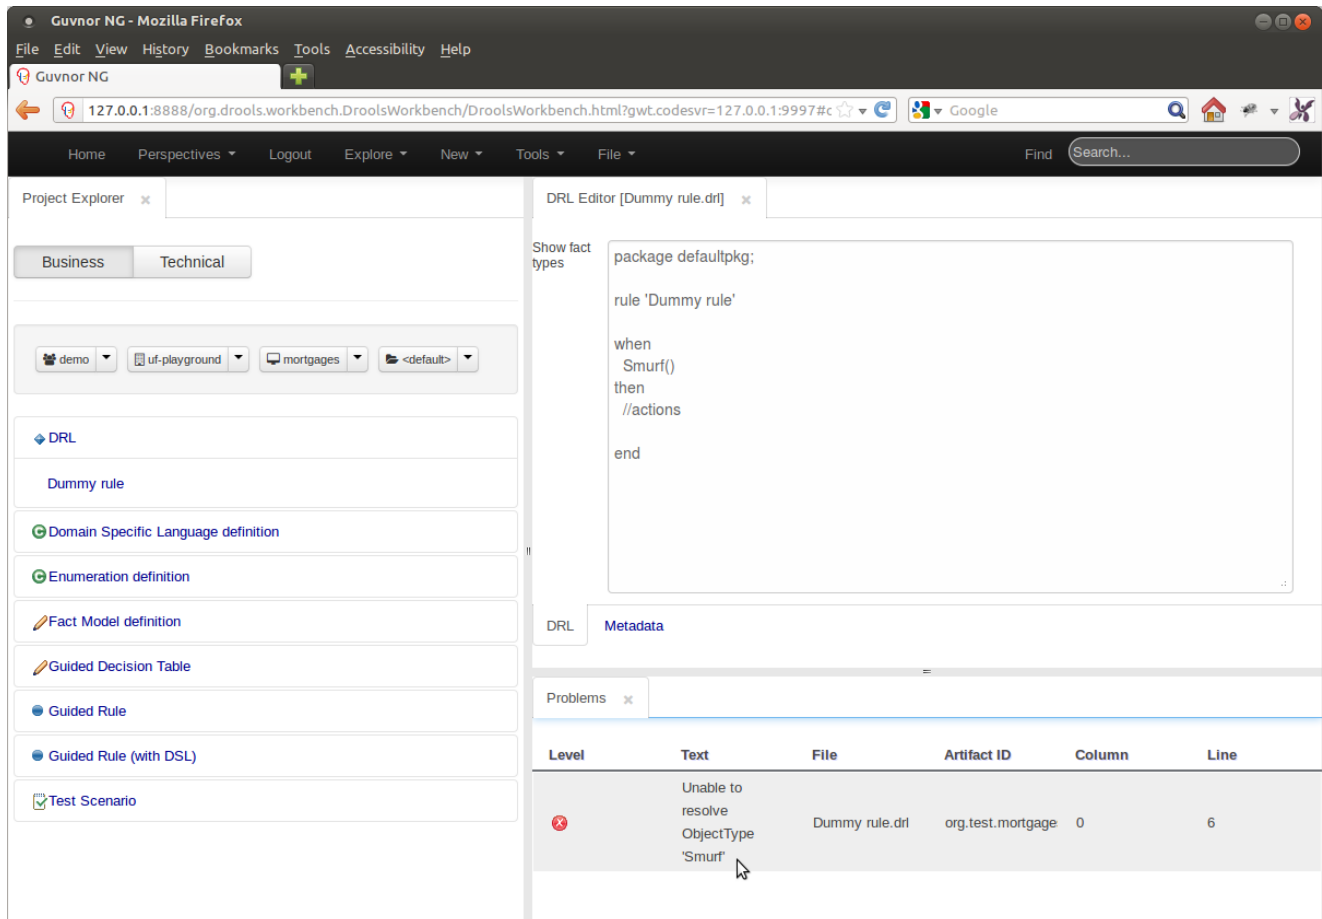 Guvnor NG - Mozilla Firefox
File Edit View History Bookmarks Tools Accessibility Help
Guvnor NG
127.0.0.1:8888/org.drools.workbench.DroolsWorkbench/DroolsWorkbench.html?gwt.codesvr=127.0.0.1:9997#c
Google
Home Perspectives Logout Explore New Tools File Find Search...
Project Explorer
Business Technical
demo uf-playground mortgages <default>
DRL
Dummy rule
Domain Specific Language definition
Enumeration definition
Fact Model definition
Guided Decision Table
Guided Rule
Guided Rule (with DSL)
Test Scenario
DRL Editor [Dummy rule.drl]
Show fact
types
package defaultpkg;
rule 'Dummy rule'
when
Smurf()
then
//actions
end
DRL Metadata
Problems
Level Text File Artifact ID Column Line
Unable to
resolve
ObjectType
'Smurf'
Dummy rule.drl org.test.mortgage 0 6